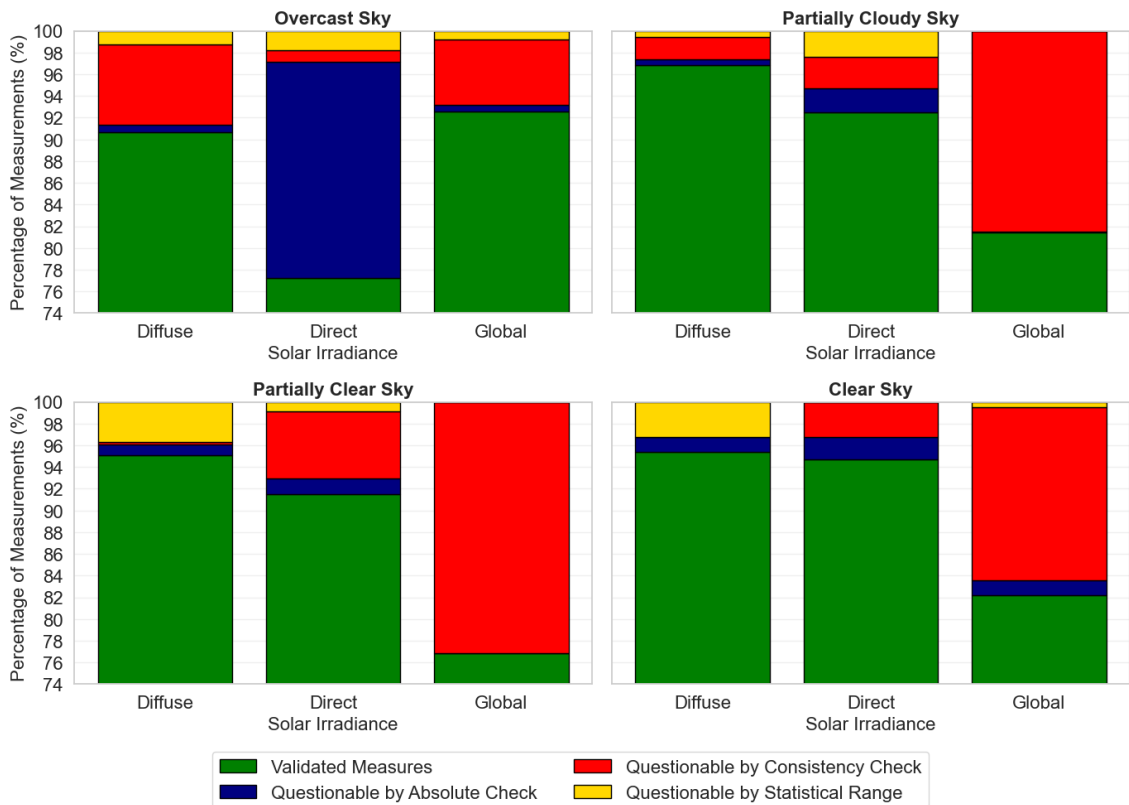 Overcast Sky
Partially Cloudy Sky
Percentage of Measurements (%)
100
98
96
94
92
90
88
86
84
82
80
78
76
74
Diffuse
Direct
Global
Solar Irradiance
Diffuse
Direct
Global
Solar Irradiance
Partially Clear Sky
Clear Sky
Percentage of Measurements (%)
100
98
96
94
92
90
88
86
84
82
80
78
76
74
Diffuse
Direct
Global
Solar Irradiance
Diffuse
Direct
Global
Solar Irradiance
Validated Measures
Questionable by Absolute Check
Questionable by Consistency Check
Questionable by Statistical Range